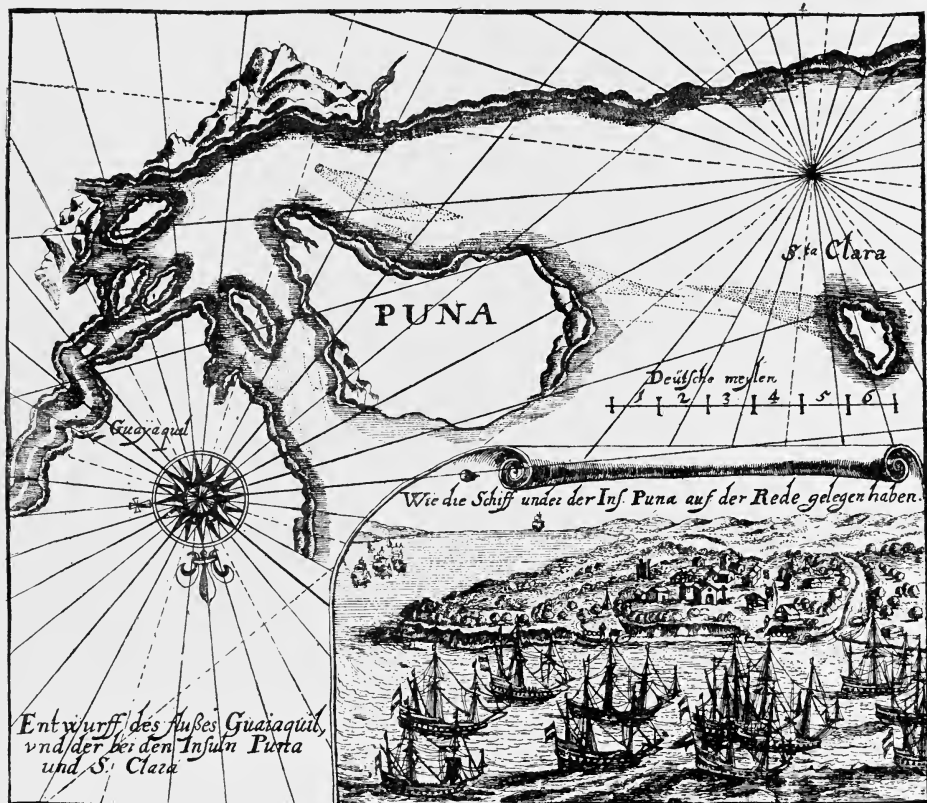 PUNA
S.ta Clara
Deütsche meylen
1 2 3 4 5 6
Guayaquil
Wie die Schiff under der Ins. Puna auf der Rede gelegen haben.
Entwurff des flußes Guaiaquil,
vnd der bei den Insuln Puna
und S. Clara